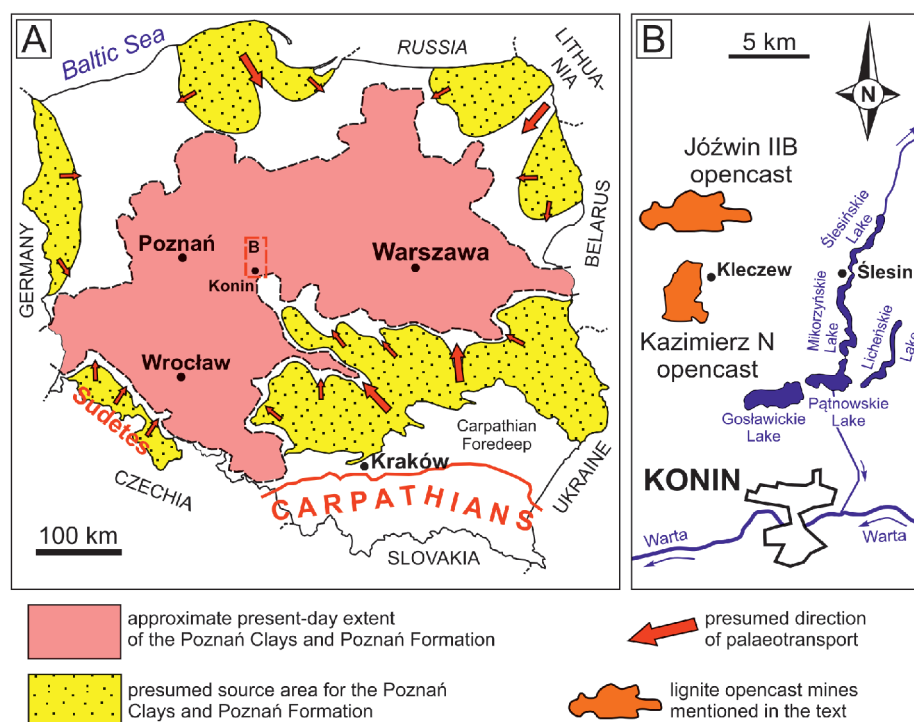 A
Baltic Sea
RUSSIA
LITHUA-
NIA
BELARUS
GERMANY
Poznań
B
Konin
Warszawa
Wrocław
Sudetes
CZECHIA
Kraków
Carpathian
Foredeep
UKRAINE
CARPATHIANS
SLOVAKIA
100 km
B
5 km
N
Jóźwin IIB
opencast
Kleczew
Kazimierz N
opencast
Ślesińskie
Lake
Ślesin
Mikorzyńskie
Lake
Licheńskie
Lake
Gosławickie
Lake
Pątnowskie
Lake
KONIN
Warta
Warta
approximate present-day extent
of the Poznań Clays and Poznań Formation
presumed source area for the Poznań
Clays and Poznań Formation
presumed direction
of palaeotransport
lignite opencast mines
mentioned in the text